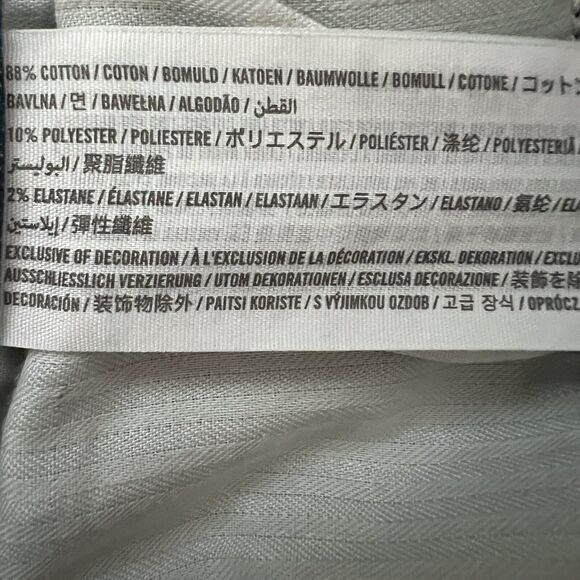 88% COTTON / COTON / BOMULD / KATOEN / BAUMWOLLE / BOMULL / COTONE / コットン
BAVLNA / 면 / BAWEŁNA / ALGODÃO / القطن
10% POLYESTER / POLIESTERE / ポリエステル / POLIÉSTER / 涤纶 /
البوليستر / 聚脂纖維
2% ELASTANE / ÉLASTANE / ELASTAN / ELASTAAN / エラスタン / ELASTANO / 氨纶 /
إيلاستين / 彈性纖維
EXCLUSIVE OF DECORATION / À L'EXCLUSION DE LA DÉCORATION / EKSKL. DEKORATION /
AUSSCHLIESSLICH VERZIERUNG / UTOM DEKORATIONEN / ESCLUSA DECORAZIONE / 装飾を除
DECORACIÓN / 装饰物除外 / PAITSI KORISTE / S VÝJIMKOU OZDOB / 고급 장식 / OPRÓCZ